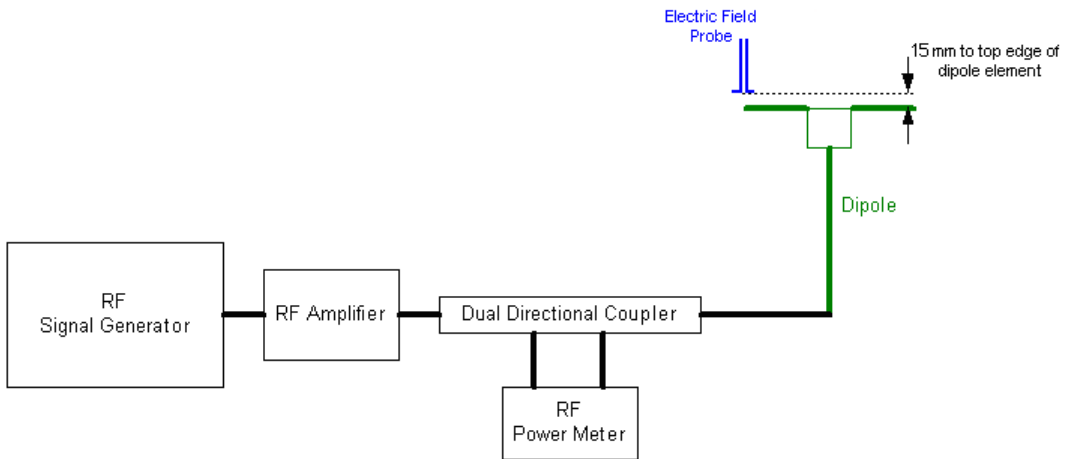 Electric Field
Probe
15 mm to top edge of
dipole element
Dipole
RF
Signal Generator
RF Amplifier
Dual Directional Coupler
RF
Power Meter